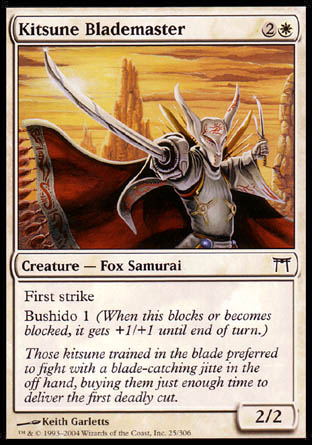 Kitsune Blademaster 2
Creature — Fox Samurai
First strike
Bushido 1 (When this blocks or becomes
blocked, it gets +1/+1 until end of turn.)
Those kitsune trained in the blade preferred
to fight with a blade-catching jitte in the
off hand, buying them just enough time to
deliver the first deadly cut.
Keith Garletts
™ & © 1993–2004 Wizards of the Coast, Inc. 25/306
2/2